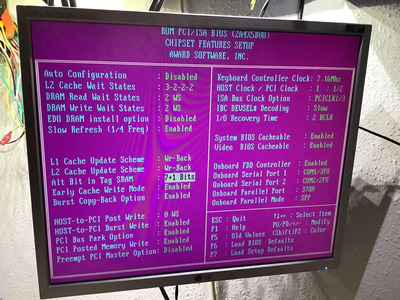 ROM PCI/ISA BIOS (2A4X5B00)
CHIPSET FEATURES SETUP
AWARD SOFTWARE, INC.
Auto Configuration : Disabled
L2 Cache Wait States : 3-2-2-2
DRAM Read Wait States : 2 WS
DRAM Write Wait States : 2 WS
EDO DRAM install option : Disabled
Slow Refresh (1/4 Freq) : Enabled
L1 Cache Update Scheme : Wr-Back
L2 Cache Update Scheme : Wr-Back
Alt Bit in Tag SRAM : 7+1 Bits
Early Cache Write Mode : Enabled
Burst Copy-Back Option : Enabled
HOST-to-PCI Post Write : 0 WS
HOST-to-PCI Burst Write : Enabled
PCI Bus Park Option : Enabled
PCI Posted Memory Write : Enabled
Preempt PCI Master Option: Disabled
Keyboard Controller Clock: 7.16Mhz
HOST Clock / PCI Clock : 1 : 1/2
ISA Bus Clock Option : PCICLK1/3
IBC DEVSEL# Decoding : Slow
I/O Recovery Time : 2 BCLK
System BIOS Cacheable : Enabled
Video BIOS Cacheable : Enabled
Onboard FDD Controller : Enabled
Onboard Serial Port 1 : COM1/3F8
Onboard Serial Port 2 : COM2/2F8
Onboard Parallel Port : 378H
Onboard Parallel Mode : SPP
ESC : Quit ↑↓→← : Select Item
F1 : Help PU/PD/+/- : Modify
F5 : Old Values (Shift)F2 : Color
F6 : Load BIOS Defaults
F7 : Load Setup Defaults
LG